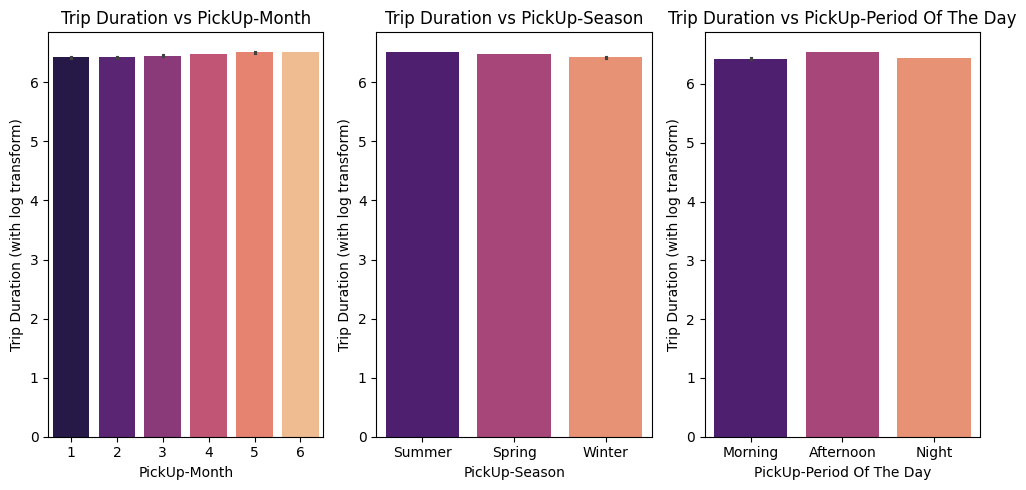 Trip Duration vs PickUp-Month
Trip Duration (with log transform)
6
5
4
3
2
1
0
1 2 3 4 5 6
PickUp-Month
Trip Duration vs PickUp-Season
Trip Duration (with log transform)
6
5
4
3
2
1
0
Summer Spring Winter
PickUp-Season
Trip Duration vs PickUp-Period Of The Day
Trip Duration (with log transform)
6
5
4
3
2
1
0
Morning Afternoon Night
PickUp-Period Of The Day